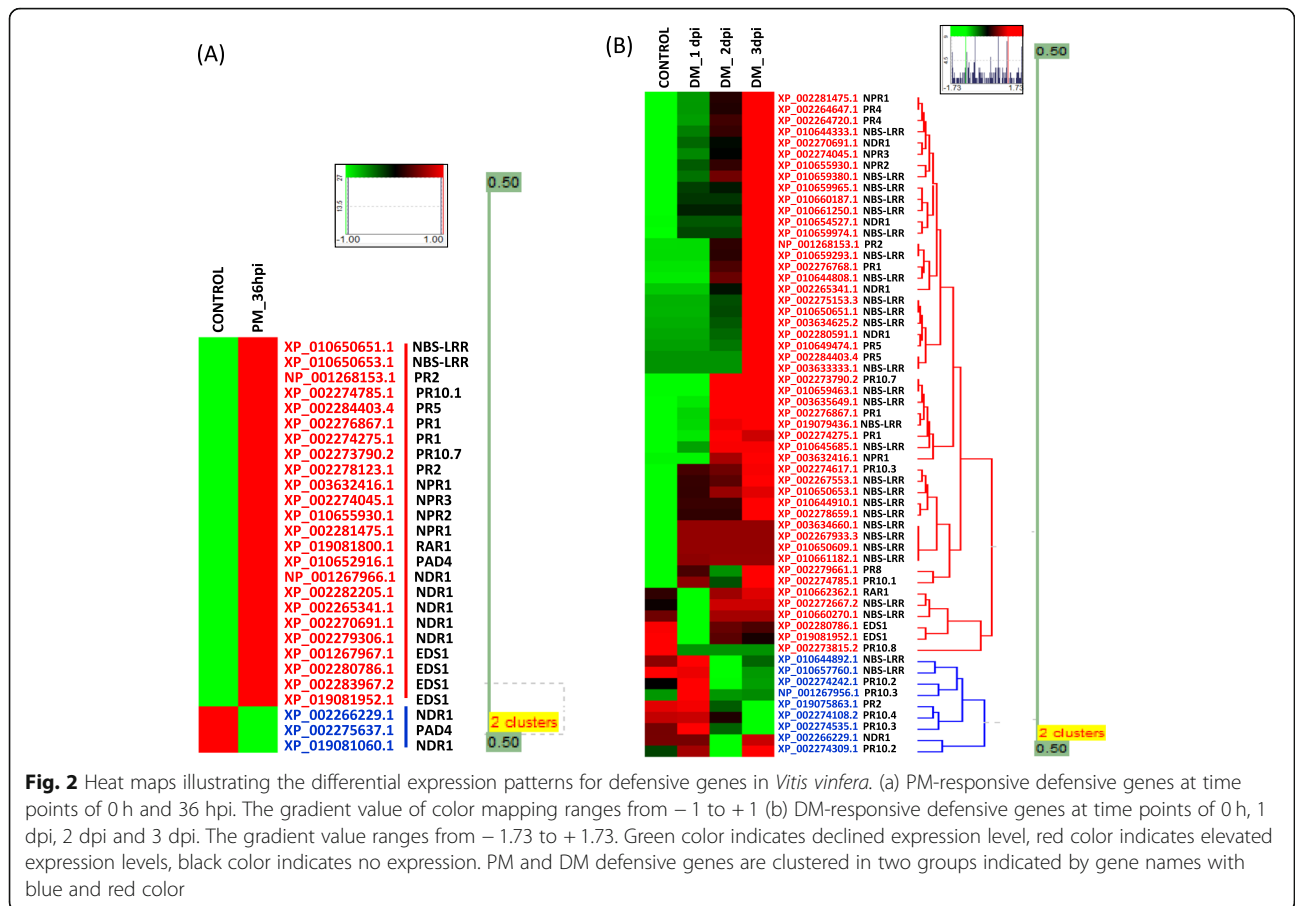 (A)
CONTROL
PM_36hpi
27
13.5
-1.00 1.00
0.50
XP_010650651.1 NBS-LRR
XP_010650653.1 NBS-LRR
NP_001268153.1 PR2
XP_002274785.1 PR10.1
XP_002284403.4 PR5
XP_002276867.1 PR1
XP_002274275.1 PR1
XP_002273790.2 PR10.7
XP_002278123.1 PR2
XP_003632416.1 NPR1
XP_002274045.1 NPR3
XP_010655930.1 NPR2
XP_002281475.1 NPR1
XP_019081800.1 RAR1
XP_010652916.1 PAD4
NP_001267966.1 NDR1
XP_002282205.1 NDR1
XP_002265341.1 NDR1
XP_002270691.1 NDR1
XP_002279306.1 NDR1
XP_001267967.1 EDS1
XP_002280786.1 EDS1
XP_002283967.2 EDS1
XP_019081952.1 EDS1
XP_002266229.1 NDR1
XP_002275637.1 PAD4
XP_019081060.1 NDR1
2 clusters
0.50
(B)
CONTROL
DM_1 dpi
DM_ 2dpi
DM_ 3dpi
4.5
-1.73 1.73
0.50
XP_002281475.1 NPR1
XP_002264647.1 PR4
XP_002264720.1 PR4
XP_010644333.1 NBS-LRR
XP_002270691.1 NDR1
XP_002274045.1 NPR3
XP_010655930.1 NPR2
XP_010659380.1 NBS-LRR
XP_010659965.1 NBS-LRR
XP_010660187.1 NBS-LRR
XP_010661250.1 NBS-LRR
XP_010654527.1 NDR1
XP_010659974.1 NBS-LRR
NP_001268153.1 PR2
XP_010659293.1 NBS-LRR
XP_002276768.1 PR1
XP_010644808.1 NBS-LRR
XP_002265341.1 NDR1
XP_002275153.3 NBS-LRR
XP_010650651.1 NBS-LRR
XP_003634625.2 NBS-LRR
XP_002280591.1 NDR1
XP_010649474.1 PR5
XP_002284403.4 PR5
XP_003633333.1 NBS-LRR
XP_002273790.2 PR10.7
XP_010659463.1 NBS-LRR
XP_003635649.1 NBS-LRR
XP_002276867.1 PR1
XP_019079436.1 NBS-LRR
XP_002274275.1 PR1
XP_010645685.1 NBS-LRR
XP_003632416.1 NPR1
XP_002274617.1 PR10.3
XP_002267553.1 NBS-LRR
XP_010650653.1 NBS-LRR
XP_010644910.1 NBS-LRR
XP_002278659.1 NBS-LRR
XP_003634660.1 NBS-LRR
XP_002267933.3 NBS-LRR
XP_010650609.1 NBS-LRR
XP_010661182.1 NBS-LRR
XP_002279661.1 PR8
XP_002274785.1 PR10.1
XP_010662362.1 RAR1
XP_002272667.2 NBS-LRR
XP_010660270.1 NBS-LRR
XP_002280786.1 EDS1
XP_019081952.1 EDS1
XP_002273815.2 PR10.8
XP_010644892.1 NBS-LRR
XP_010657760.1 NBS-LRR
XP_002274242.1 PR10.2
NP_001267956.1 PR10.3
XP_019075863.1 PR2
XP_002274108.2 PR10.4
XP_002274535.1 PR10.3
XP_002266229.1 NDR1
XP_002274309.1 PR10.2
2 clusters
0.50
Fig. 2 Heat maps illustrating the differential expression patterns for defensive genes in Vitis vinfera. (a) PM-responsive defensive genes at time
points of 0 h and 36 hpi. The gradient value of color mapping ranges from − 1 to + 1 (b) DM-responsive defensive genes at time points of 0 h, 1
dpi, 2 dpi and 3 dpi. The gradient value ranges from − 1.73 to + 1.73. Green color indicates declined expression level, red color indicates elevated
expression levels, black color indicates no expression. PM and DM defensive genes are clustered in two groups indicated by gene names with
blue and red color